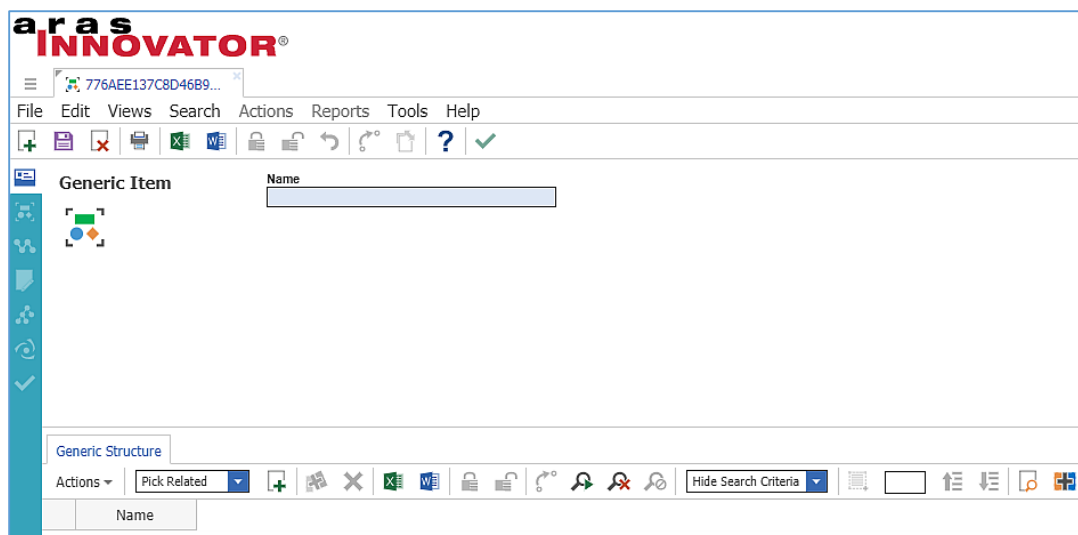 aras
INNOVATOR®
776AEE137C8D46B9...
File Edit Views Search Actions Reports Tools Help
Generic Item
Name
Generic Structure
Actions Pick Related Hide Search Criteria
Name